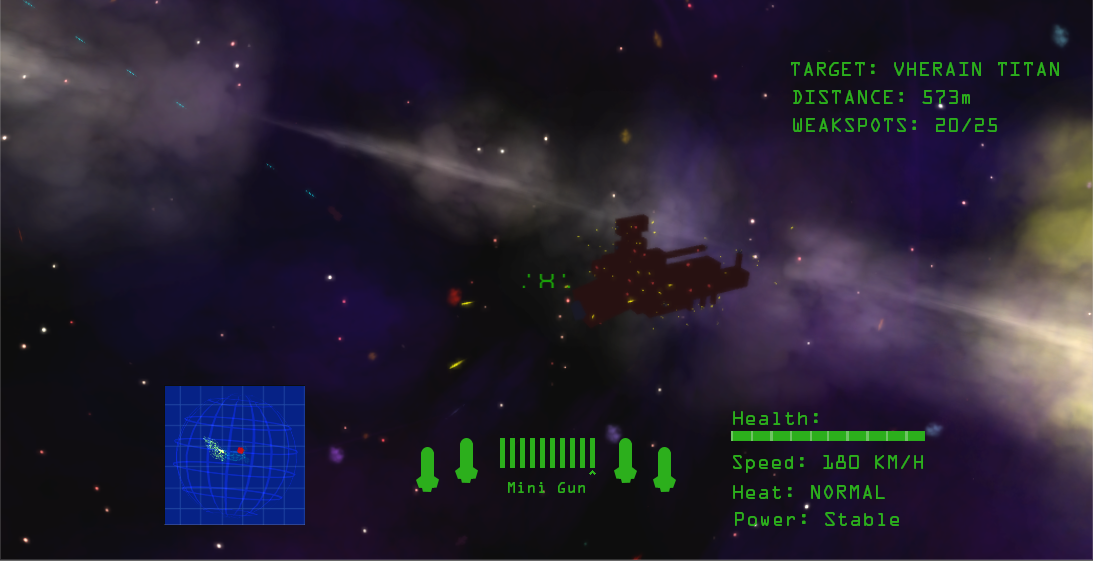 TARGET: VHERAIN TITAN
DISTANCE: 573m
WEAKSPOTS: 20/25
Health:
Speed: 180 KM/H
Heat: NORMAL
Power: Stable
Mini Gun